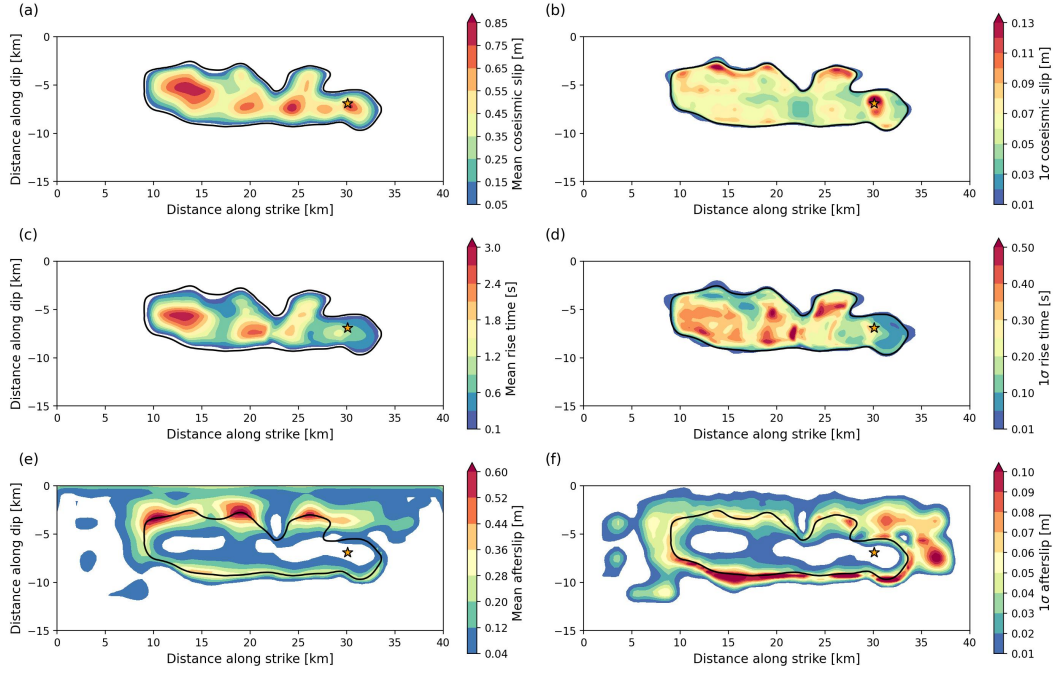 (a)
0
−5
−10
−15
Distance along dip [km]
0 5 10 15 20 25 30 35 40
Distance along strike [km]
0.85
0.75
0.65
0.55
0.45
0.35
0.25
0.15
0.05
Mean coseismic slip [m]
(b)
0
−5
−10
−15
0 5 10 15 20 25 30 35 40
Distance along strike [km]
0.13
0.11
0.09
0.07
0.05
0.03
0.01
1σ coseismic slip [m]
(c)
0
−5
−10
−15
Distance along dip [km]
0 5 10 15 20 25 30 35 40
Distance along strike [km]
3.0
2.4
1.8
1.2
0.6
0.1
Mean rise time [s]
(d)
0
−5
−10
−15
0 5 10 15 20 25 30 35 40
Distance along strike [km]
0.50
0.40
0.30
0.20
0.10
0.01
1σ rise time [s]
(e)
0
−5
−10
−15
Distance along dip [km]
0 5 10 15 20 25 30 35 40
Distance along strike [km]
0.60
0.52
0.44
0.36
0.28
0.20
0.12
0.04
Mean afterslip [m]
(f)
0
−5
−10
−15
0 5 10 15 20 25 30 35 40
Distance along strike [km]
0.10
0.09
0.08
0.07
0.06
0.05
0.04
0.03
0.02
0.01
1σ afterslip [m]